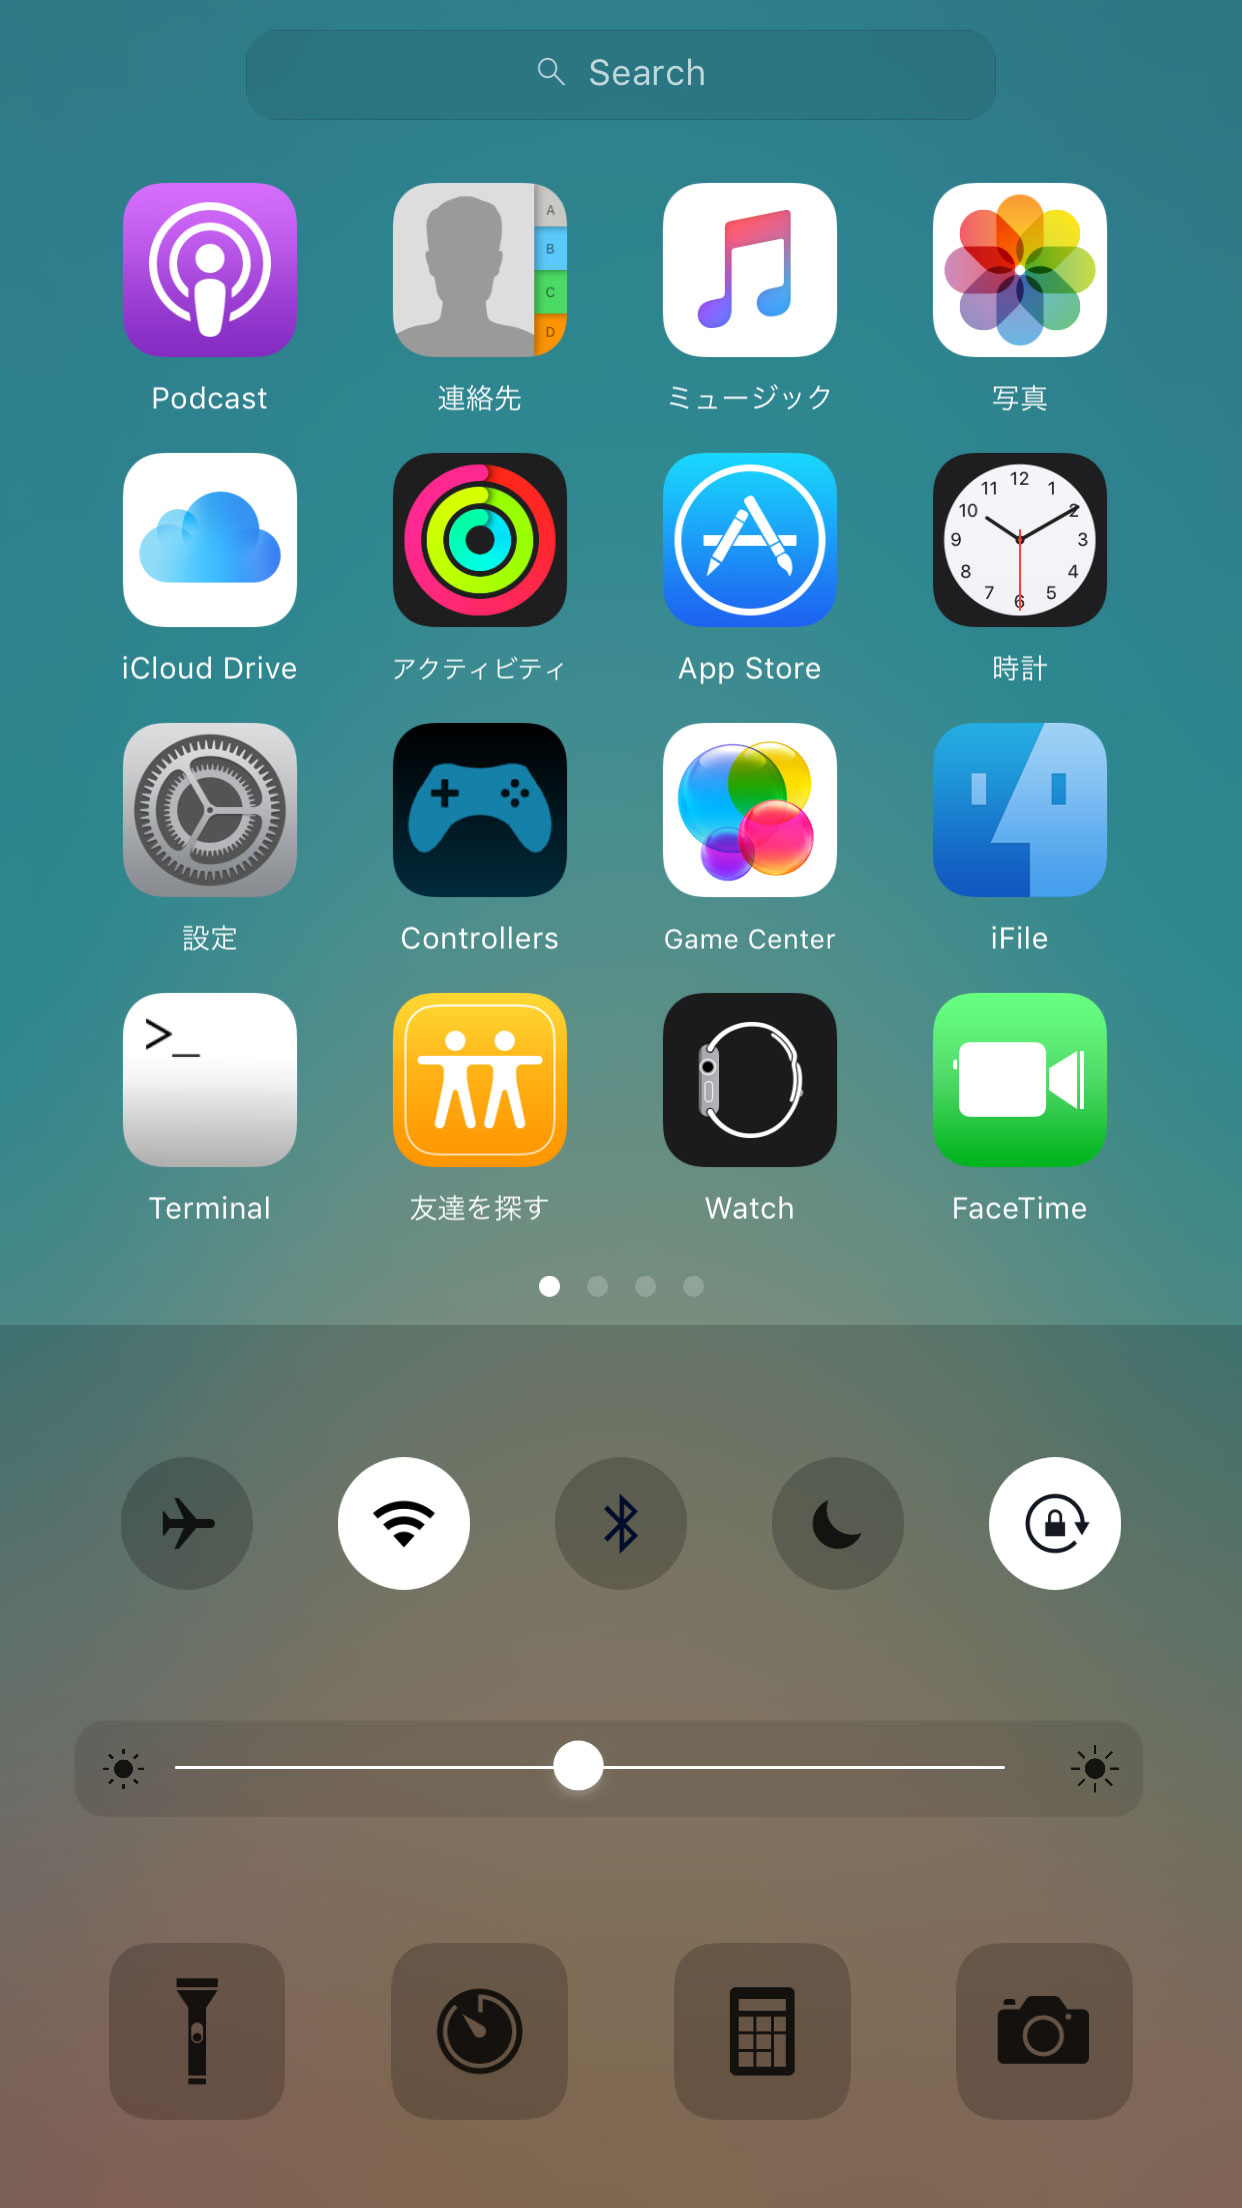 Search
A
B
C
D
Podcast
連絡先
ミュージック
写真
12
11
1
10
2
9
3
8
4
7
5
6
iCloud Drive
アクティビティ
App Store
時計
設定
Controllers
Game Center
iFile
>_
Terminal
友達を探す
Watch
FaceTime